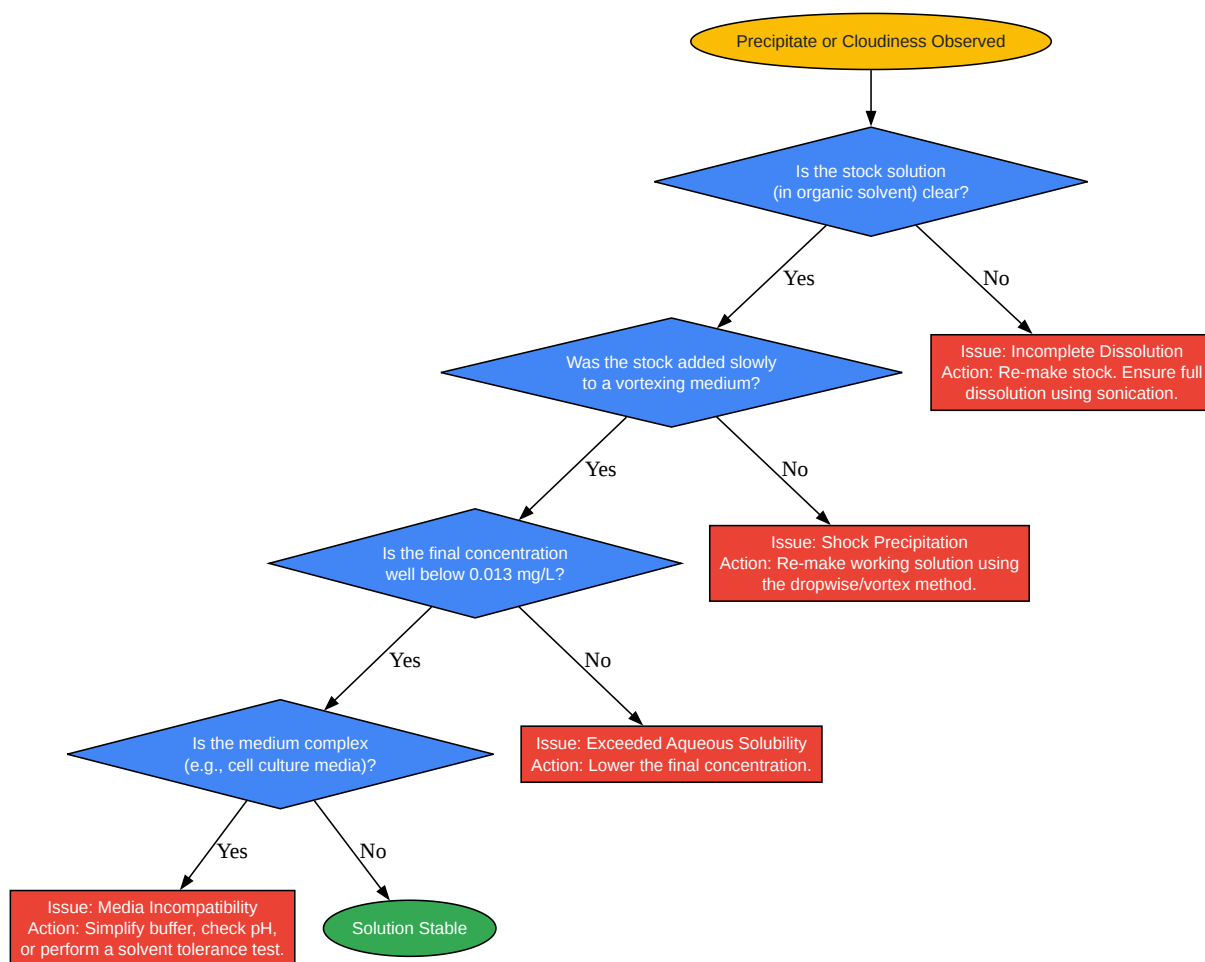 Precipitate or Cloudiness Observed
Is the stock solution
(in organic solvent) clear?
Yes
No
Was the stock added slowly
to a vortexing medium?
Issue: Incomplete Dissolution
Action: Re-make stock. Ensure full
dissolution using sonication.
Yes
No
Is the final concentration
well below 0.013 mg/L?
Issue: Shock Precipitation
Action: Re-make working solution using
the dropwise/vortex method.
Yes
No
Is the medium complex
(e.g., cell culture media)?
Issue: Exceeded Aqueous Solubility
Action: Lower the final concentration.
Yes
No
Issue: Media Incompatibility
Action: Simplify buffer, check pH,
or perform a solvent tolerance test.
Solution Stable